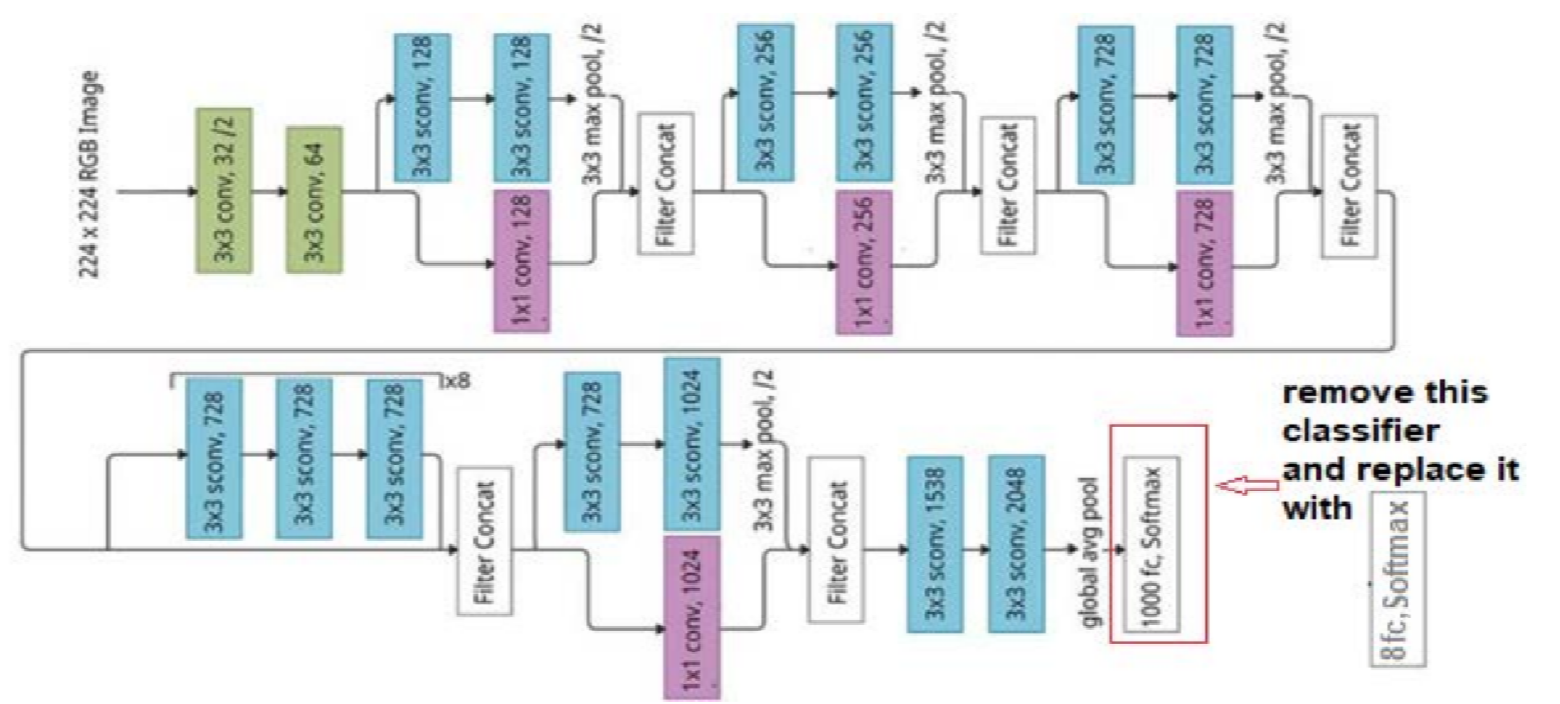 224 x 224 RGB Image
3x3 conv, 32 /2
3x3 conv, 64
3x3 sconv, 128
3x3 sconv, 128
3x3 max pool, /2
1x1 conv, 128
Filter Concat
3x3 sconv, 256
3x3 sconv, 256
3x3 max pool, /2
1x1 conv, 256
Filter Concat
3x3 sconv, 728
3x3 sconv, 728
3x3 max pool, /2
1x1 conv, 728
Filter Concat
3x3 sconv, 728
3x3 sconv, 728
3x3 sconv, 728
x8
Filter Concat
3x3 sconv, 728
3x3 sconv, 1024
3x3 max pool, /2
1x1 conv, 1024
Filter Concat
3x3 sconv, 1538
3x3 sconv, 2048
global avg pool
1000 fc, Softmax
remove this
classifier
and replace it
with
8fc, Softmax